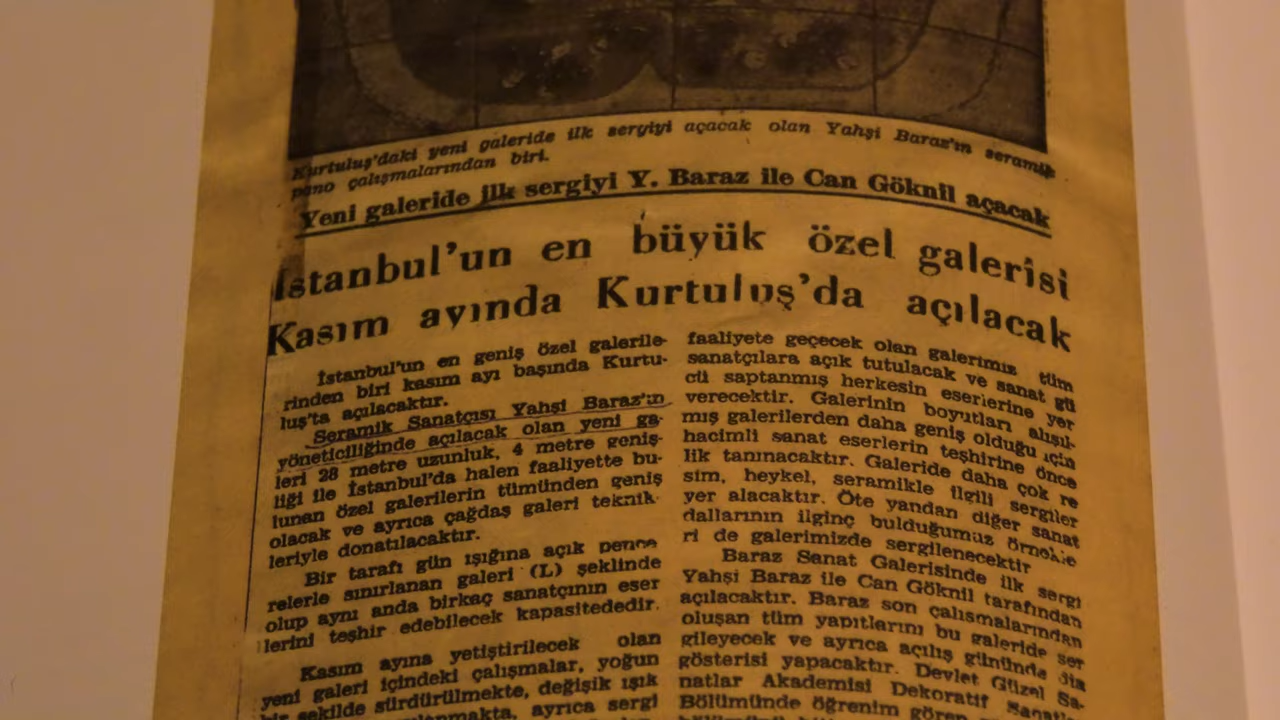 Kurtuluş'daki yeni galeride ilk sergiyi açacak olan Yahşi Baraz'ın seramik
pano çalışmalarından biri.
Yeni galeride ilk sergiyi Y. Baraz ile Can Göknil açacak
İstanbul'un en büyük özel galerisi
Kasım ayında Kurtuluş'da açılacak
İstanbul'un en geniş özel galerile-
rinden biri kasım ayı başında Kurtu-
luş'ta açılacaktır.
Seramik Sanatçısı Yahşi Baraz'ın
yöneticiliğinde açılacak olan yeni ga-
leri 28 metre uzunluk, 4 metre geniş-
liği ile İstanbul'da halen faaliyette bu-
lunan özel galerilerin tümünden geniş
olacak ve ayrıca çağdaş galeri teknik-
leriyle donatılacaktır.
Bir tarafı gün ışığına açık pence
relerle sınırlanan galeri (L) şeklinde
olup aynı anda birkaç sanatçının eser
lerini teşhir edebilecek kapasitededir.
Kasım ayına yetiştirilecek olan
yeni galeri içindeki çalışmalar, yoğun
bir şekilde sürdürülmekte, değişik ışık
ayrıca sergi
faaliyete geçecek olan galerimiz tüm
sanatçılara açık tutulacak ve sanat gü
cü saptanmış herkesin eserlerine yer
verecektir. Galerinin boyutları alışıl-
mış galerilerden daha geniş olduğu için
hacimli sanat eserlerin teşhirine önce
lik tanınacaktır. Galeride daha çok re
sim, heykel, seramikle ilgili sergiler
yer alacaktır. Öte yandan diğer sanat
dallarının ilginç bulduğumuz örnekle
ri de galerimizde sergilenecektir
Baraz Sanat Galerisinde ilk sergi
Yahşi Baraz ile Can Göknil tarafından
açılacaktır. Baraz son çalışmalarından
oluşan tüm yapıtlarını bu galeride ser
gileyecek ve ayrıca açılış gününde dia
gösterisi yapacaktır. Devlet Güzel Sa-
natlar Akademisi Dekoratif Sanatlar
Bölümünde öğrenim gören